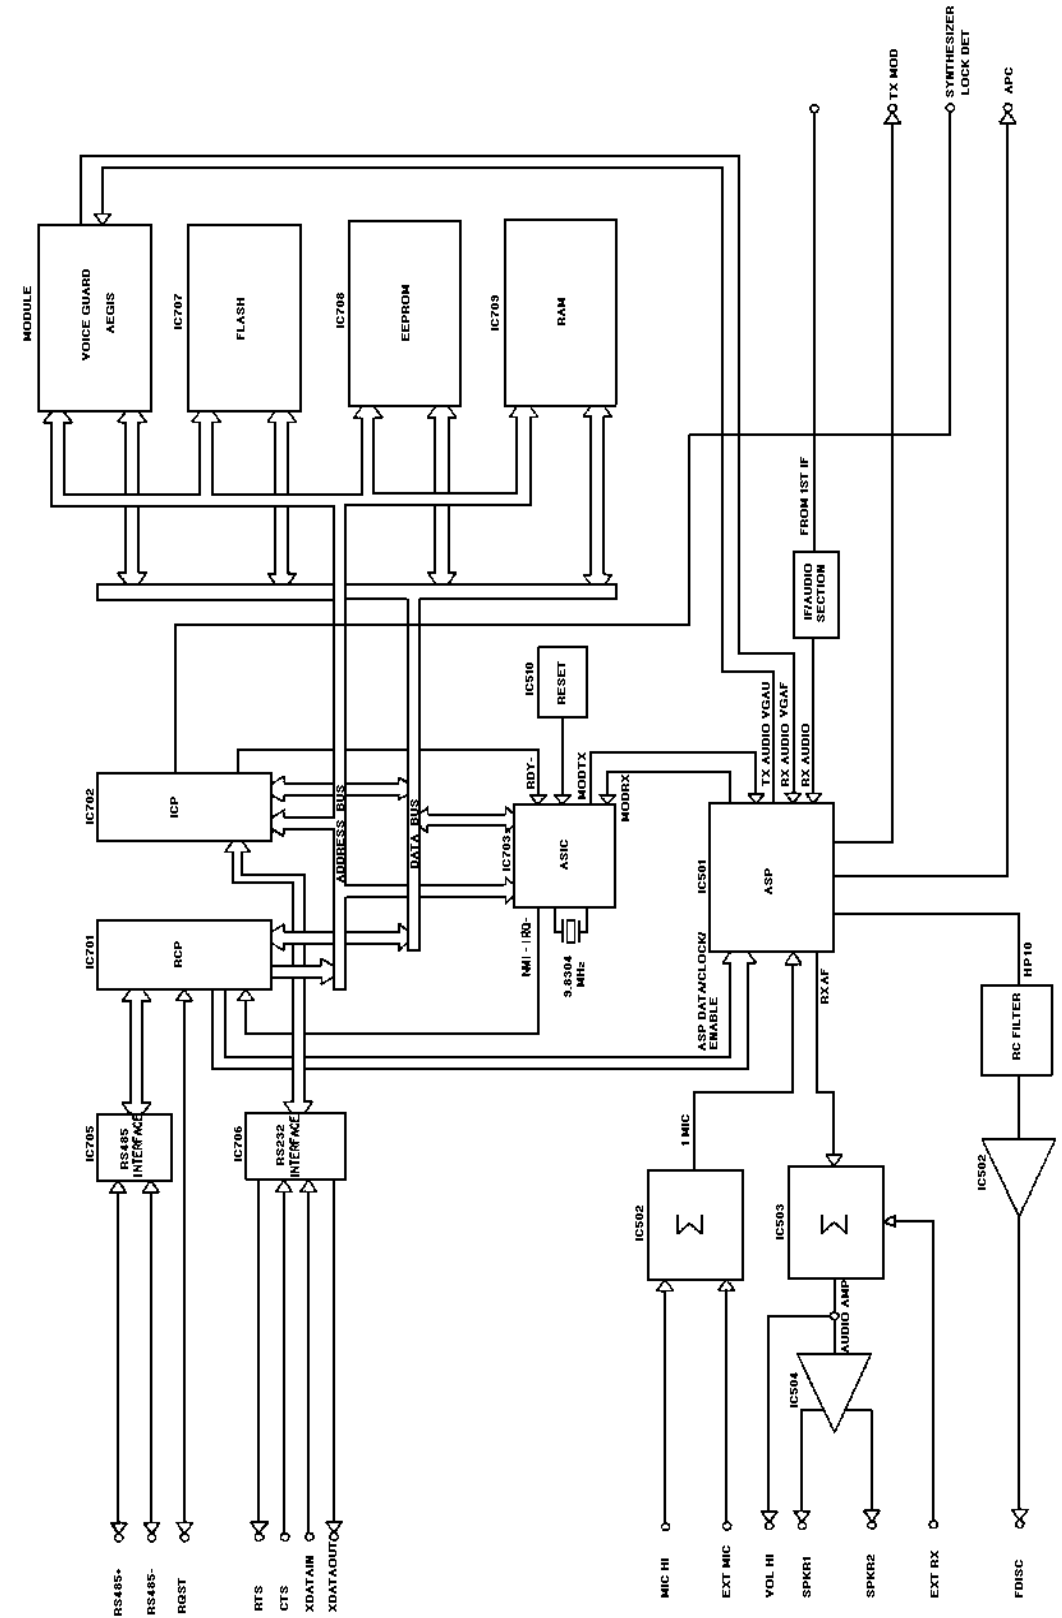 MODULE
VOICE GUARD
AEGIS
IC707
FLASH
IC708
EEPROM
IC709
RAM
TX MOD
SYNTHESIZER
LOCK DET
APC
FROM 1ST IF
IF/AUDIO
SECTION
IC510
RESET
IC702
ICP
ADDRESS BUS
DATA BUS
RDY-
MODTX
MODRX
IC703
ASIC
TX AUDIO VGAU
RX AUDIO VGAF
RX AUDIO
IC701
RCP
NMI - IRQ-
9.8304
MHz
IC501
ASP
ASP DATA/CLOCK/
ENABLE
RXAF
HP10
RC FILTER
IC705
RS485
INTERFACE
IC706
RS232
INTERFACE
1 MIC
IC502
Σ
IC503
Σ
IC502
AUDIO AMP
IC504
RS485+
RS485-
RQST
RTS
CTS
XDATAIN
XDATAOUT
MIC HI
EXT MIC
VOL HI
SPKR1
SPKR2
EXT RX
FDISC